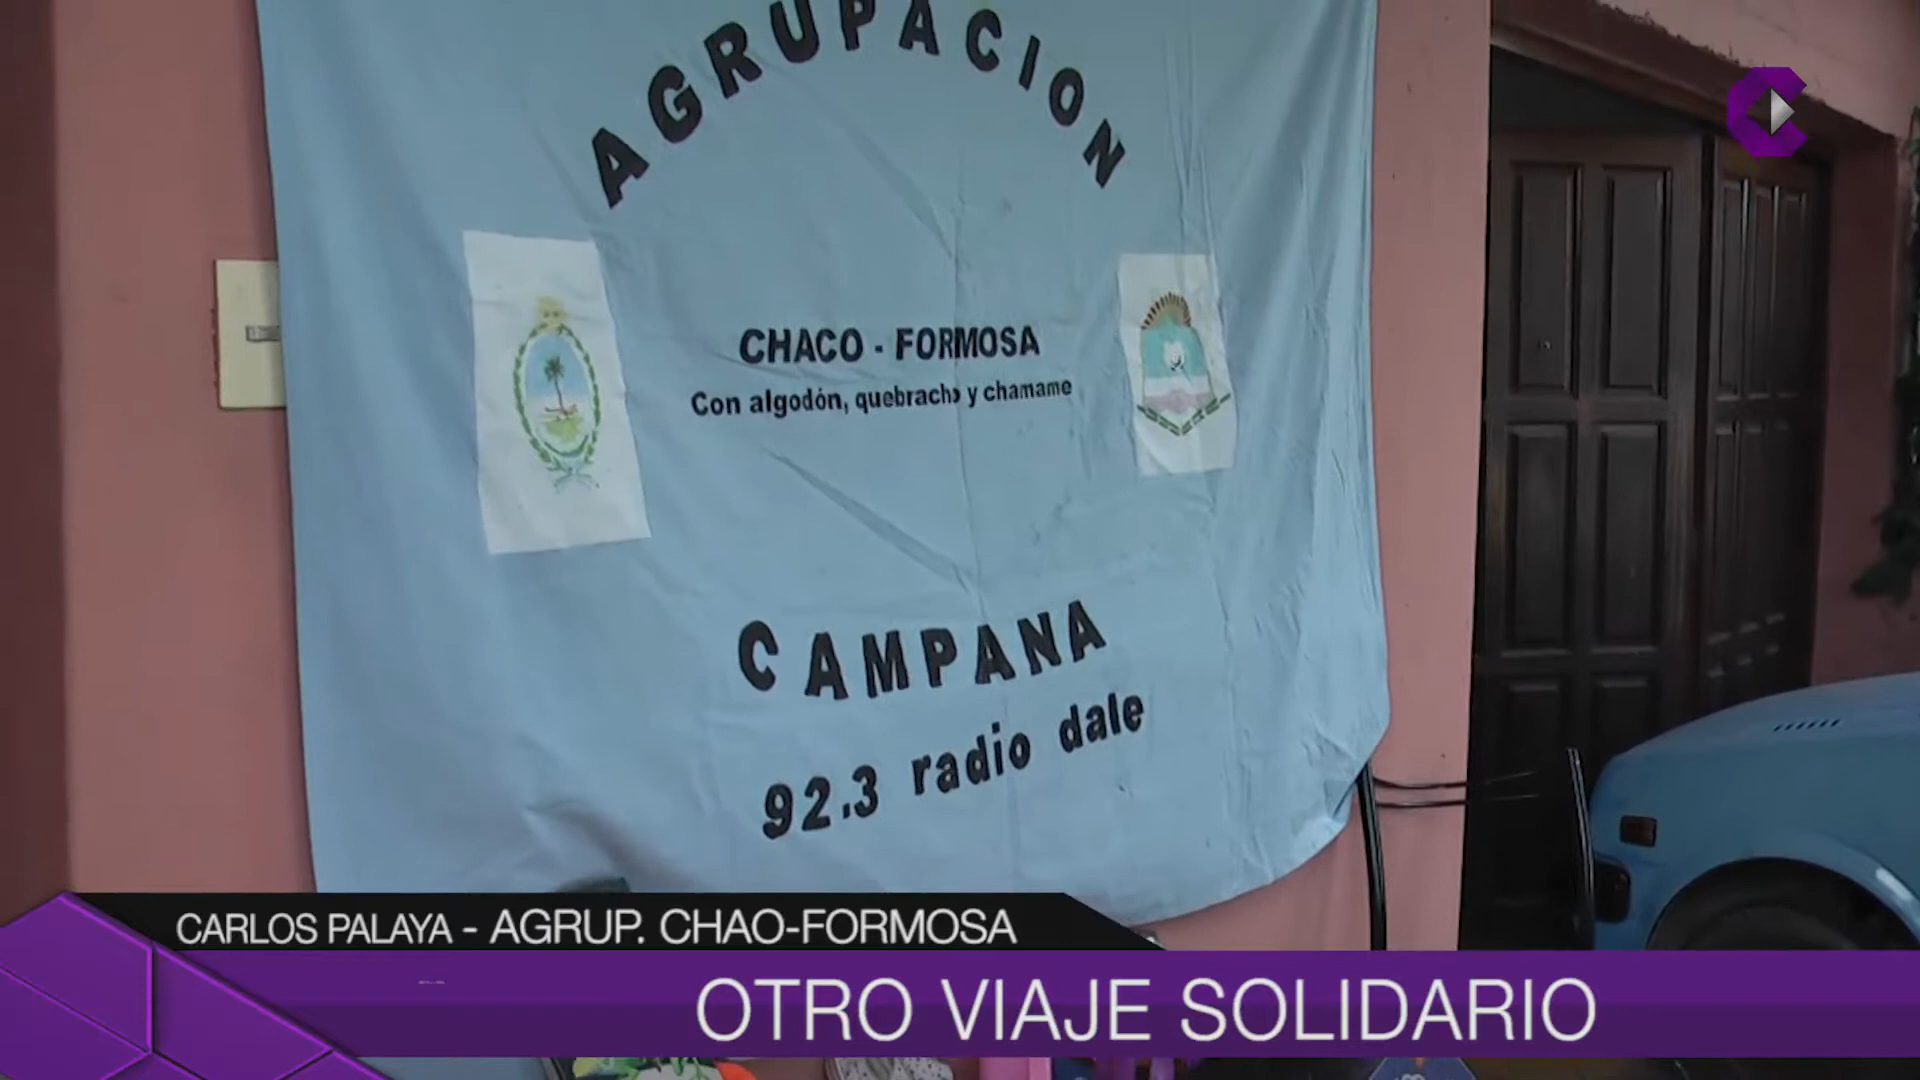 AGRUPACION
CHACO - FORMOSA
Con algodón, quebracho y chamame
CAMPANA
92.3 radio dale
CARLOS PALAYA - AGRUP. CHAO-FORMOSA
OTRO VIAJE SOLIDARIO